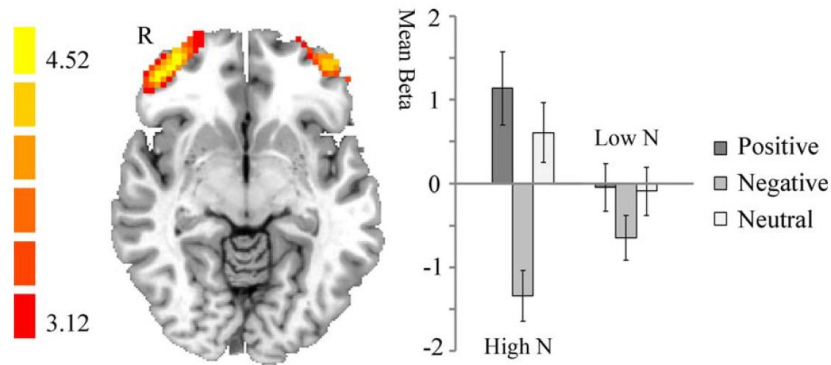 4.52
3.12
R
Mean Beta
2
1
0
-1
-2
High N
Low N
Positive
Negative
Neutral